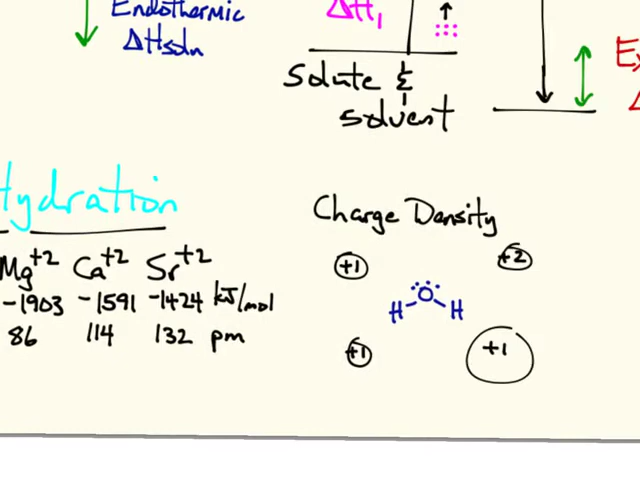 Endothermic
ΔHsoln
ΔH1
Solute &
solvent
Hydration
Mg+2 Ca+2 Sr+2
-1903 -1591 -1424 kJ/mol
86 114 132 pm
Charge Density
+1 +2
H O H
+1 +1